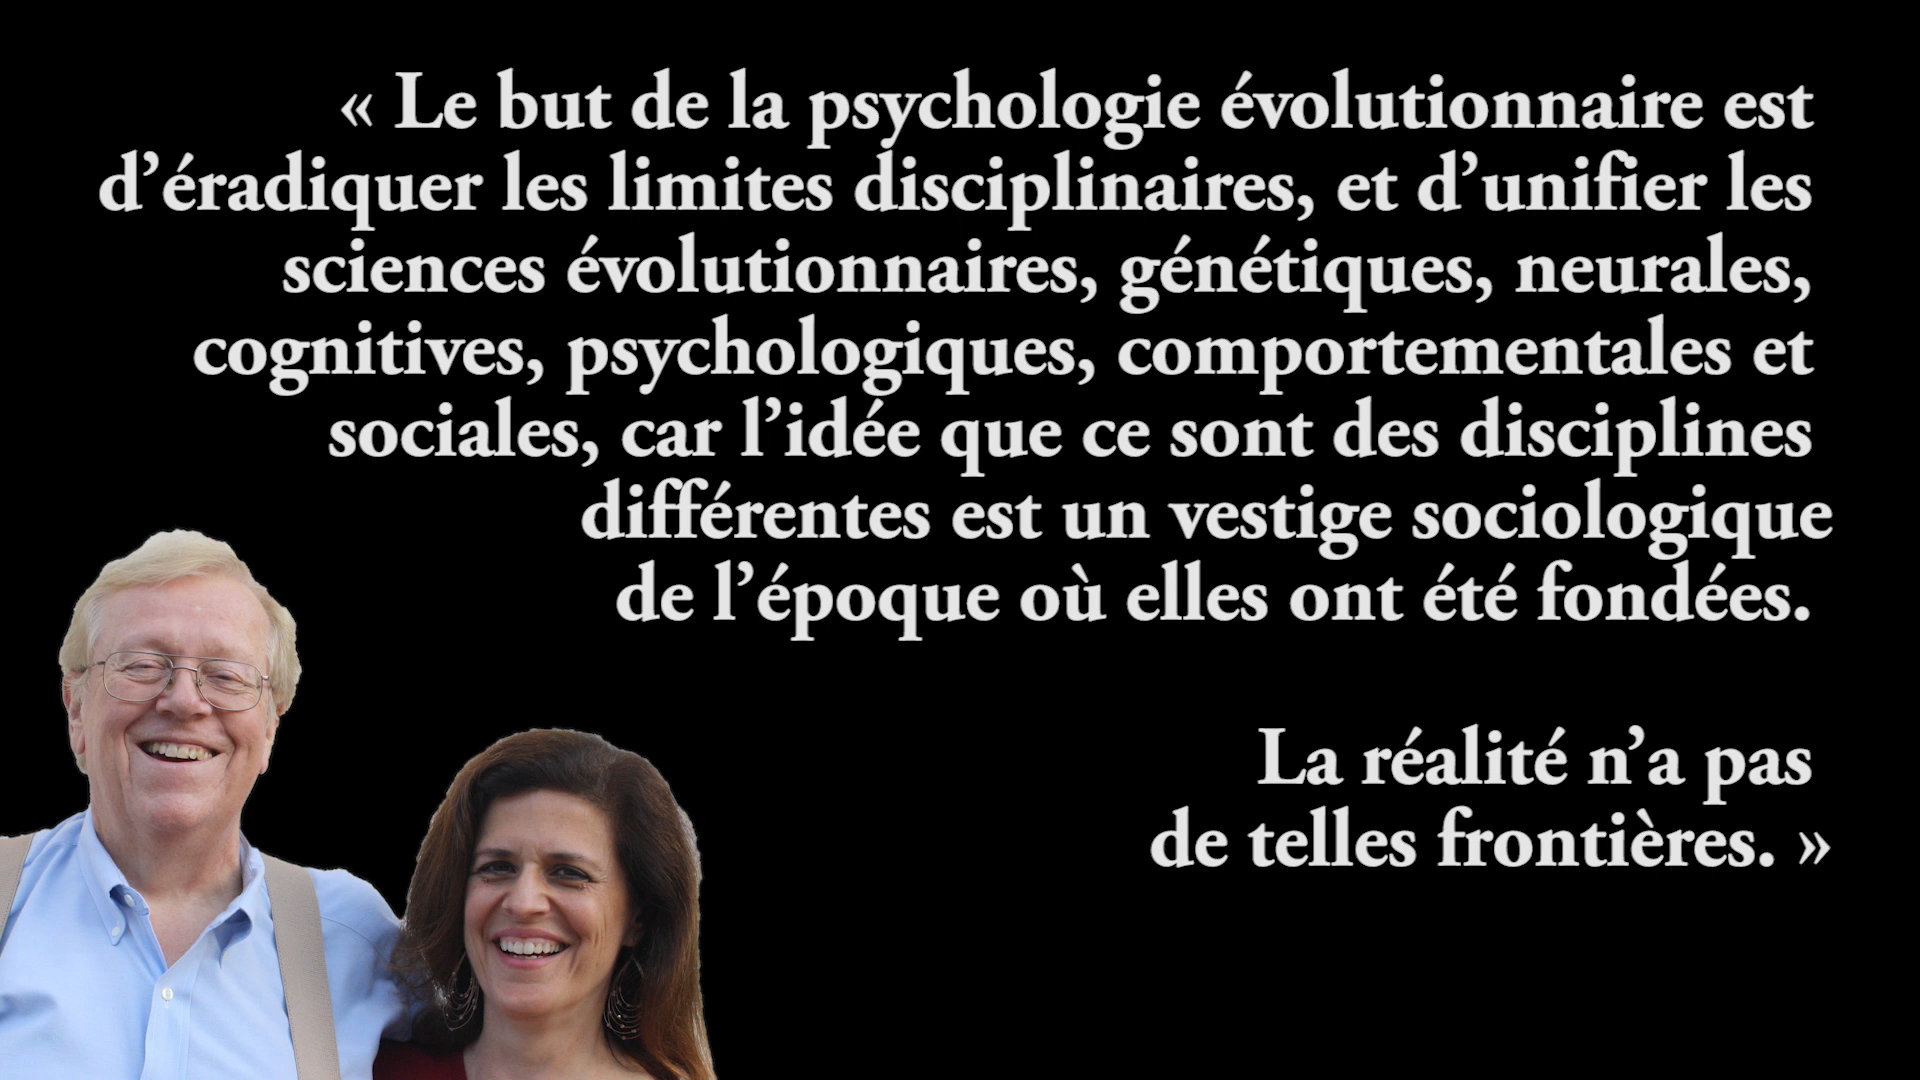 « Le but de la psychologie évolutionnaire est
d’éradiquer les limites disciplinaires, et d’unifier les
sciences évolutionnaires, génétiques, neurales,
cognitives, psychologiques, comportementales et
sociales, car l’idée que ce sont des disciplines
différentes est un vestige sociologique
de l’époque où elles ont été fondées.
La réalité n’a pas
de telles frontières. »